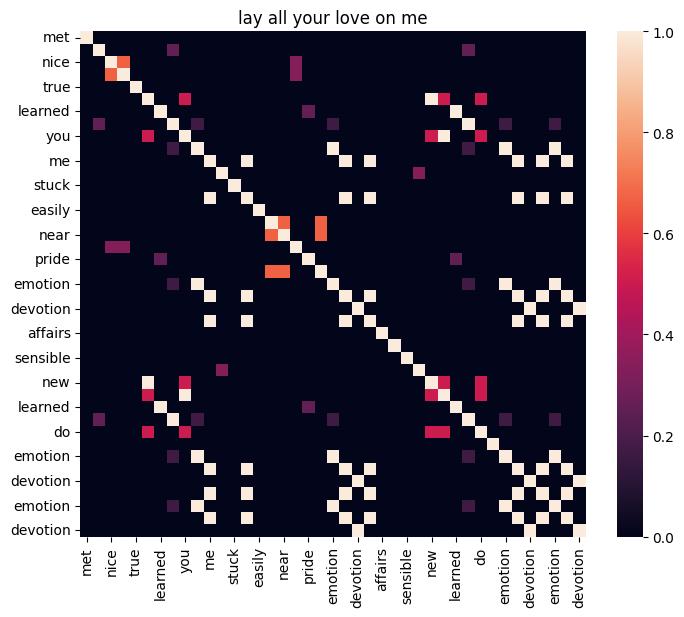 lay all your love on me
met
nice
true
learned
you
me
stuck
easily
near
pride
emotion
devotion
affairs
sensible
new
learned
do
emotion
devotion
emotion
devotion
met
nice
true
learned
you
me
stuck
easily
near
pride
emotion
devotion
affairs
sensible
new
learned
do
emotion
devotion
emotion
devotion
1.0
0.8
0.6
0.4
0.2
0.0